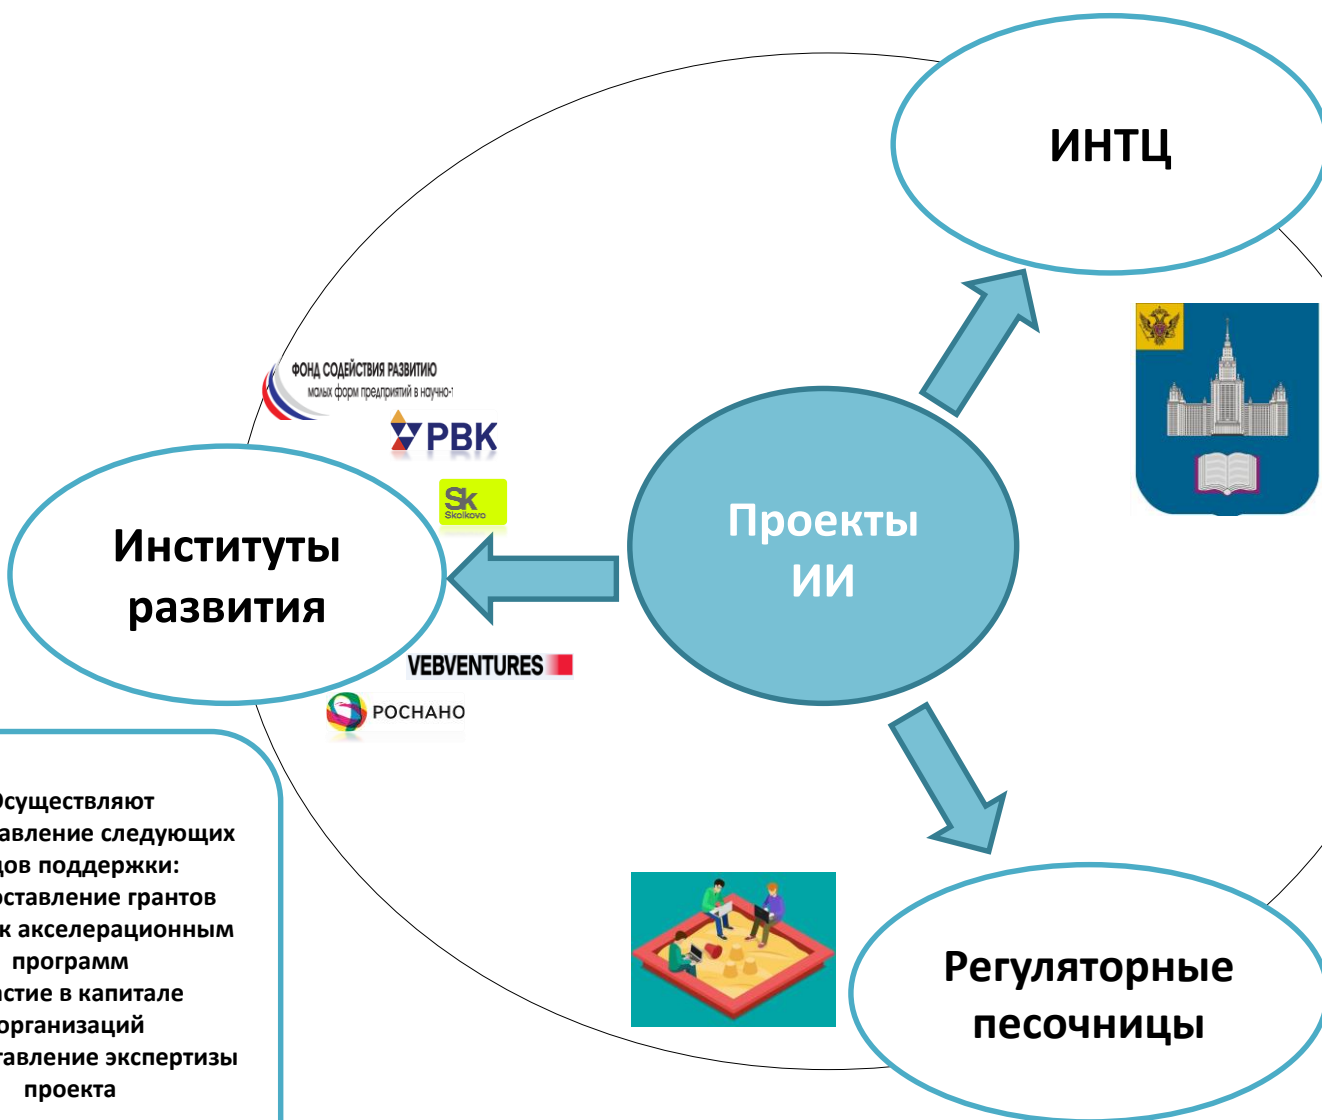 ИНТЦ
ФОНД СОДЕЙСТВИЯ РАЗВИТИЮ
малых форм предприятий в научно-
РВК
Sk
Skolkovo
Институты
развития
Проекты
ИИ
VEBVENTURES
РОСНАНО
Осуществляют
авление следующих
дов поддержки:
оставление грантов
к акселерационным
программ
астие в капитале
организаций
тавление экспертизы
проекта
Регуляторные
песочницы